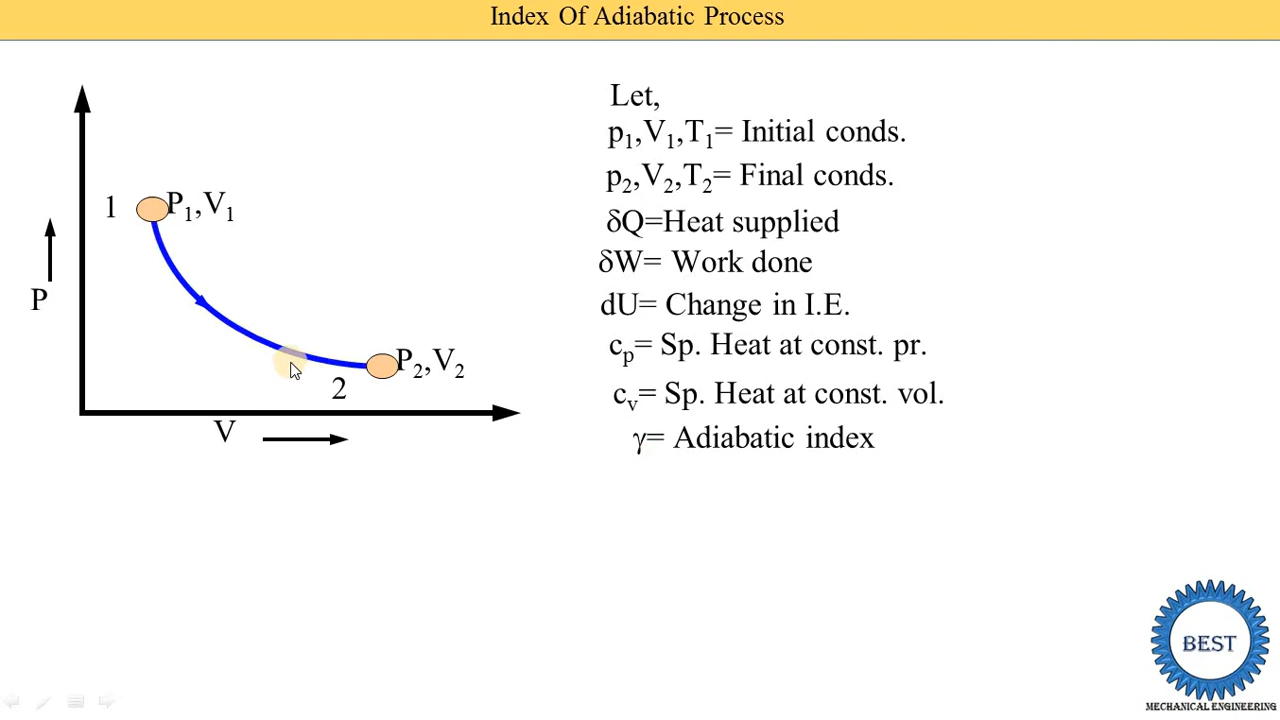 Index Of Adiabatic Process
1
P₁,V₁
P
P₂,V₂
2
V
Let,
p₁,V₁,T₁= Initial conds.
p₂,V₂,T₂= Final conds.
δQ=Heat supplied
δW= Work done
dU= Change in I.E.
cₚ= Sp. Heat at const. pr.
cᵥ= Sp. Heat at const. vol.
γ= Adiabatic index
BEST
MECHANICAL ENGINEERING